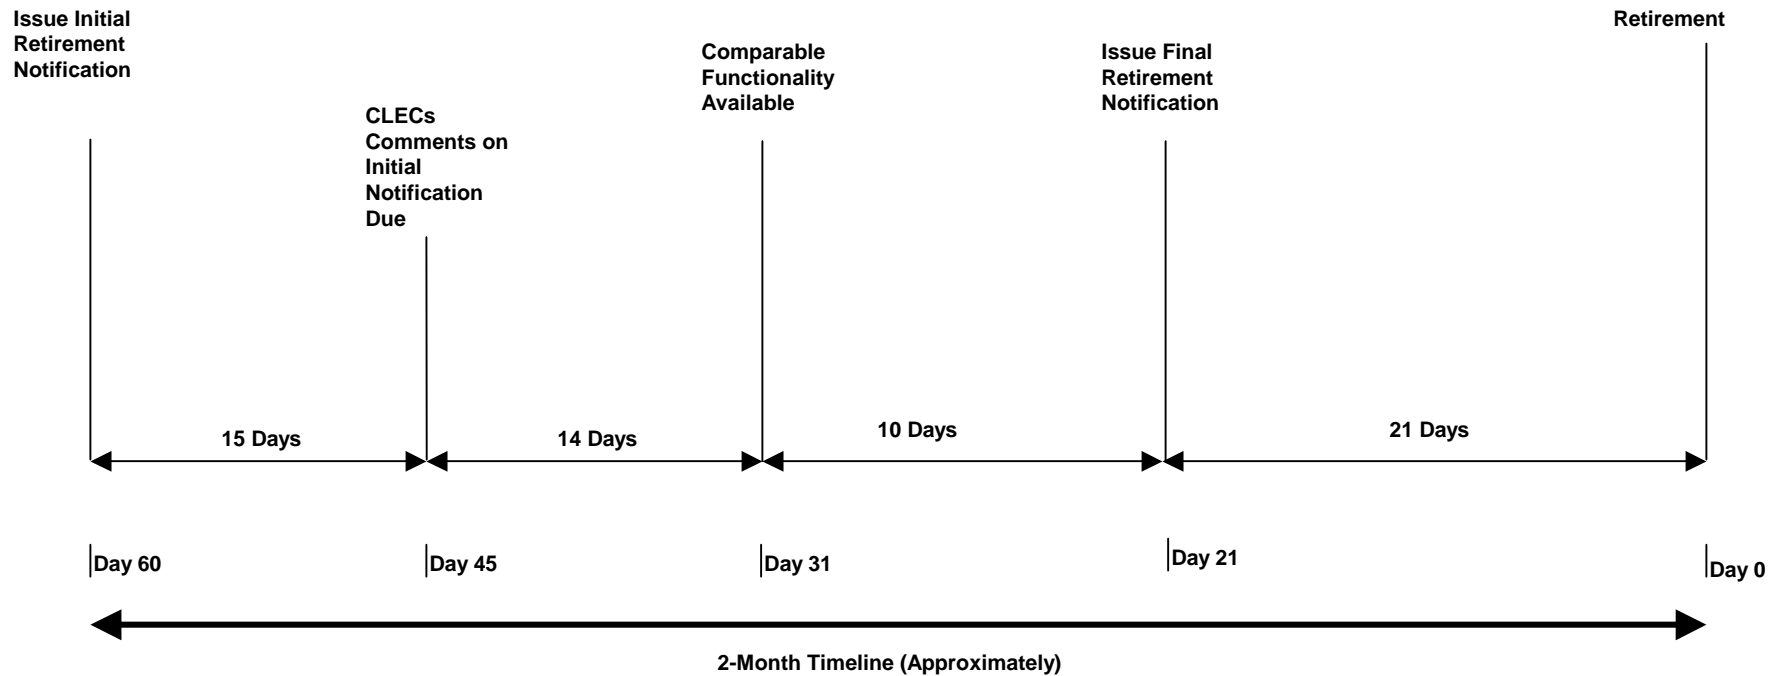 Issue Initial
Retirement
Notification
CLECs
Comments on
Initial
Notification
Due
Comparable
Functionality
Available
Issue Final
Retirement
Notification
Retirement
15 Days
14 Days
10 Days
21 Days
Day 60
Day 45
Day 31
Day 21
Day 0
2-Month Timeline (Approximately)